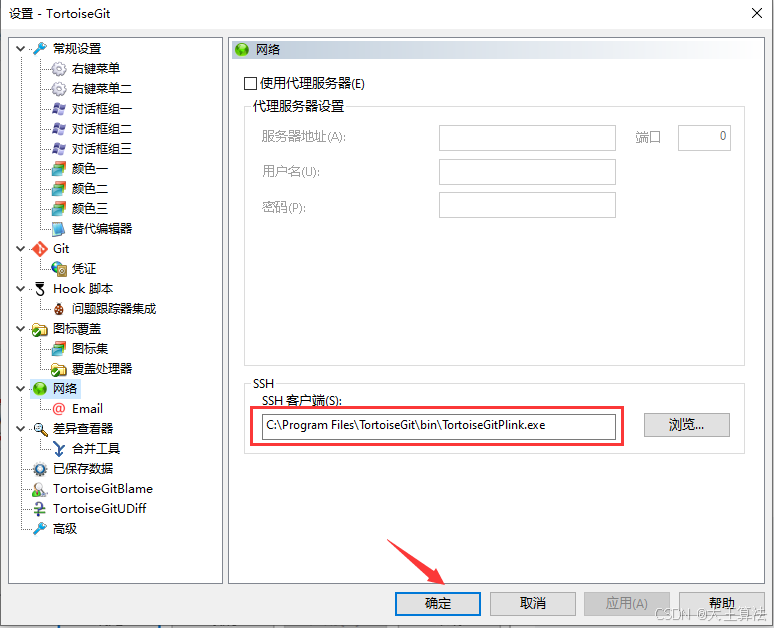 设置 - TortoiseGit
常规设置
右键菜单
右键菜单二
对话框组一
对话框组二
对话框组三
颜色一
颜色二
颜色三
替代编辑器
Git
凭证
Hook 脚本
问题跟踪器集成
图标覆盖
图标集
覆盖处理器
网络
Email
差异查看器
合并工具
已保存数据
TortoiseGitBlame
TortoiseGitUDiff
高级
网络
使用代理服务器(E)
代理服务器设置
服务器地址(A):
端口
0
用户名(U):
密码(P):
SSH
SSH 客户端(S):
C:\Program Files\TortoiseGit\bin\TortoiseGitPlink.exe
浏览...
确定
取消
应用(A)
帮助
CSDN @大王算法